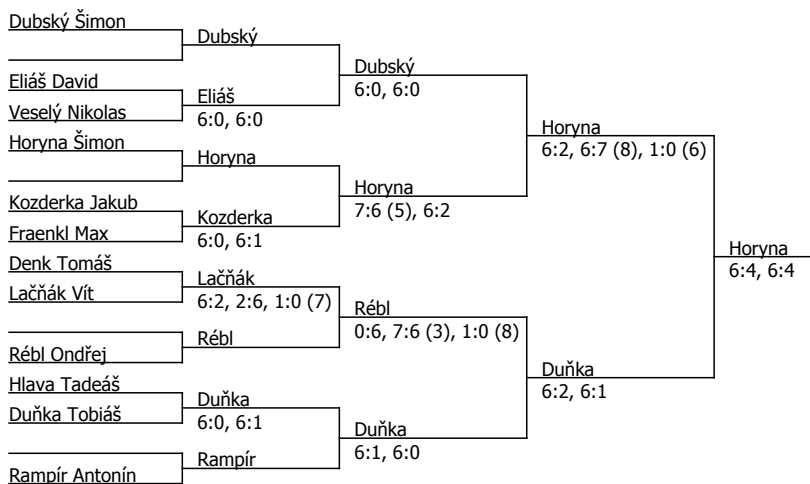 Dubský Šimon
Eliáš David
Veselý Nikolas
Horyna Šimon
Kozderka Jakub
Fraenkl Max
Denk Tomáš
Lačňák Vít
Rébl Ondřej
Hlava Tadeáš
Duňka Tobiáš
Rampír Antonín
Dubský
Eliáš
6:0, 6:0
Horyna
Kozderka
6:0, 6:1
Lačňák
6:2, 2:6, 1:0 (7)
Rébl
Duňka
6:0, 6:1
Rampír
Dubský
6:0, 6:0
Horyna
7:6 (5), 6:2
Rébl
0:6, 7:6 (3), 1:0 (8)
Duňka
6:1, 6:0
Horyna
6:2, 6:7 (8), 1:0 (6)
Duňka
6:2, 6:1
Horyna
6:4, 6:4